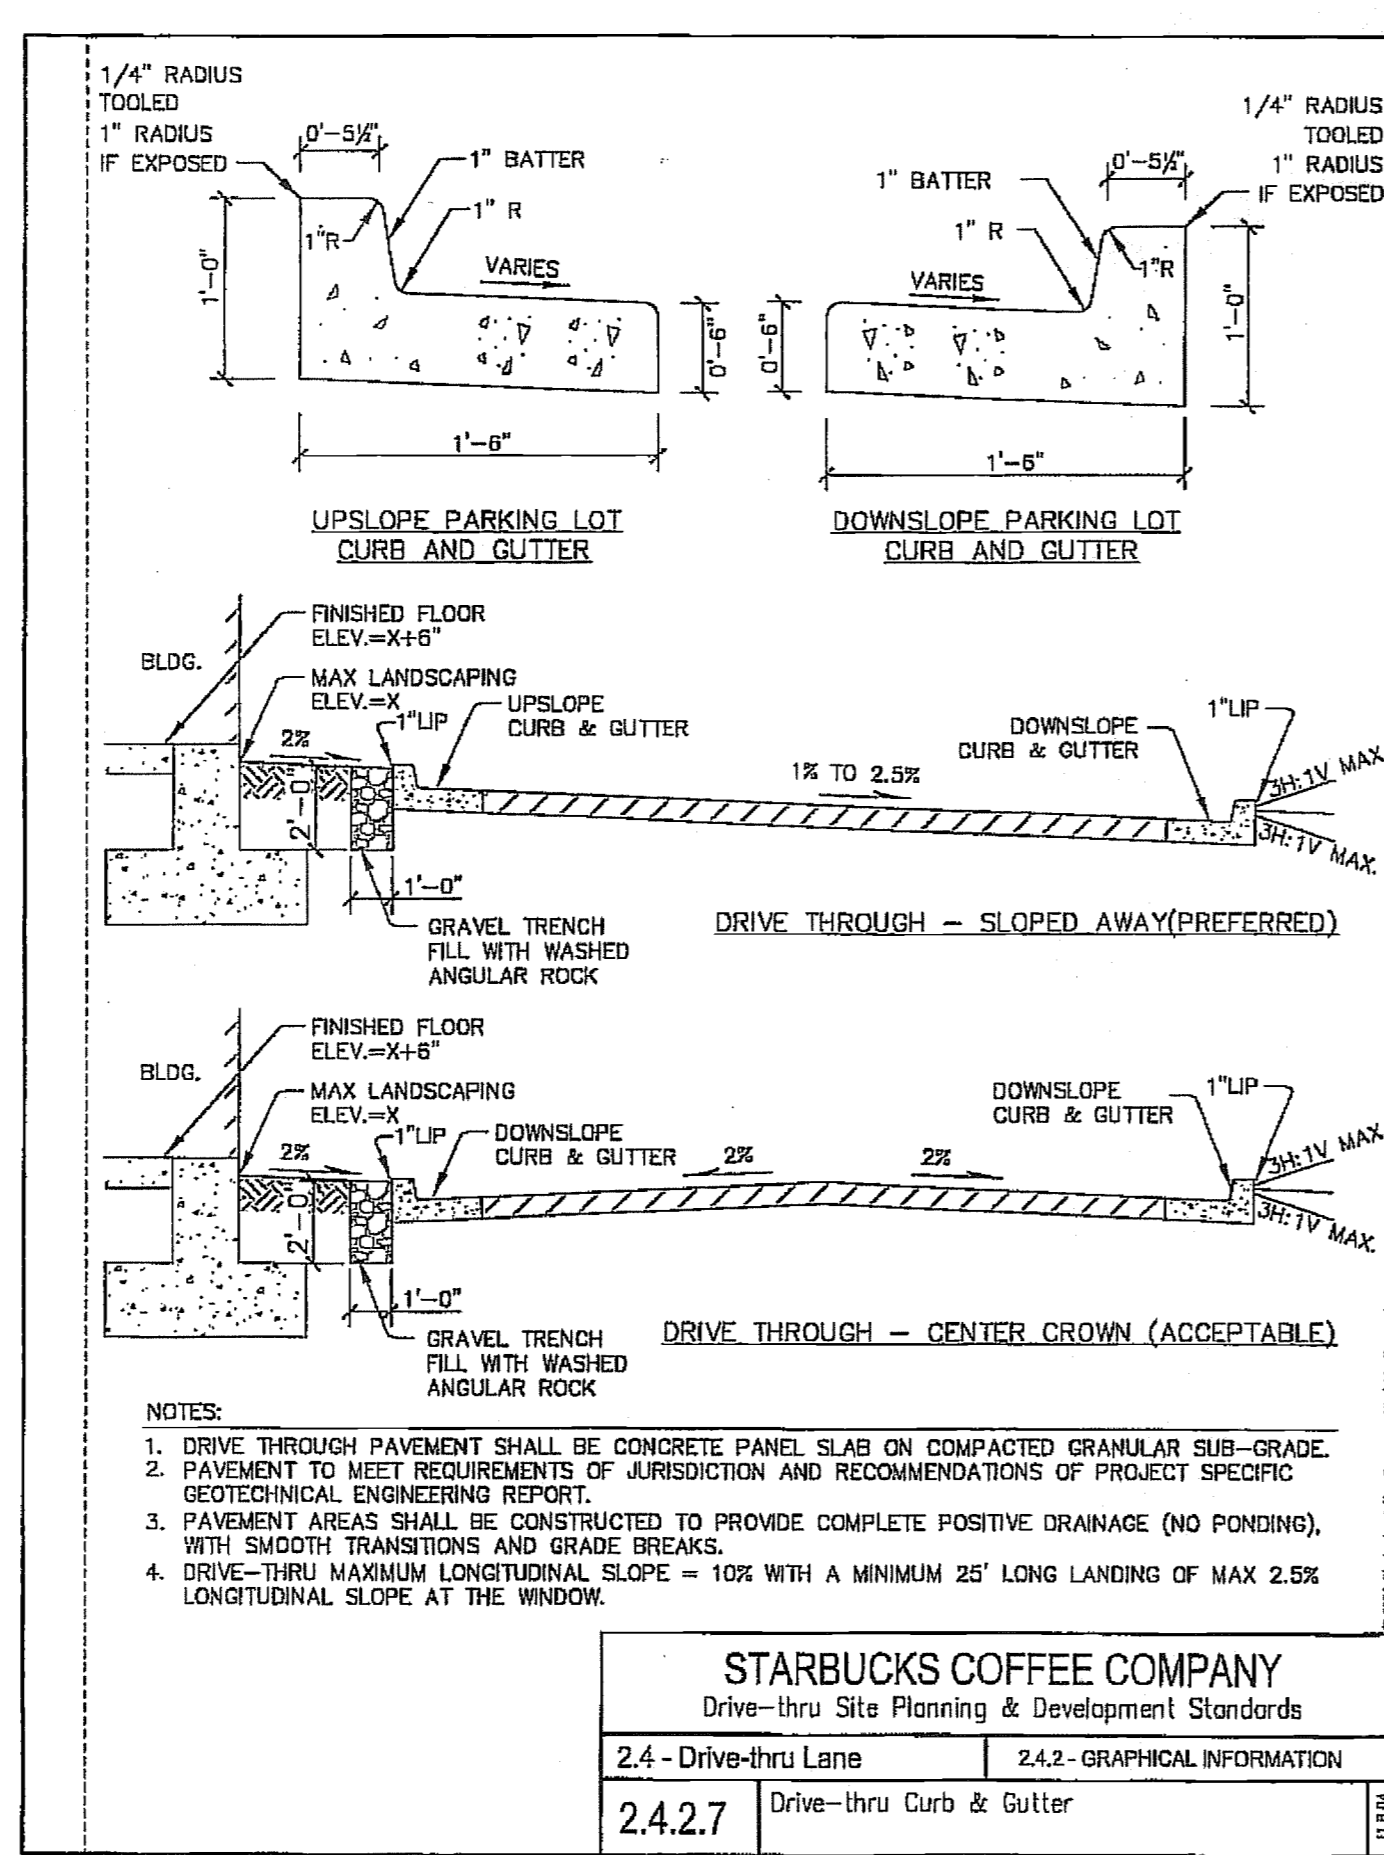 1/4" RADIUS
TOOLED
1" RADIUS
IF EXPOSED
0'-5½"
1" BATTER
1" R
1"R
VARIES
1'-0"
0'-6"
1'-6"
UPSLOPE PARKING LOT
CURB AND GUTTER
1/4" RADIUS
TOOLED
1" RADIUS
IF EXPOSED
0'-5½"
1" BATTER
1" R
1"R
VARIES
0'-6"
1'-0"
1'-6"
DOWNSLOPE PARKING LOT
CURB AND GUTTER
FINISHED FLOOR
ELEV.=X+6"
BLDG.
MAX LANDSCAPING
ELEV.=X
1"LIP
UPSLOPE
CURB & GUTTER
2%
2'-0"
1'-0"
1% TO 2.5%
DOWNSLOPE
CURB & GUTTER
1"LIP
3H:1V MAX
3H:1V MAX.
GRAVEL TRENCH
FILL WITH WASHED
ANGULAR ROCK
DRIVE THROUGH – SLOPED AWAY(PREFERRED)
FINISHED FLOOR
ELEV.=X+6"
BLDG.
MAX LANDSCAPING
ELEV.=X
1"LIP
DOWNSLOPE
CURB & GUTTER
2%
2'-0
1'-0"
2%
2%
DOWNSLOPE
CURB & GUTTER
1"LIP
3H:1V MAX
3H:1V MAX.
GRAVEL TRENCH
FILL WITH WASHED
ANGULAR ROCK
DRIVE THROUGH – CENTER CROWN (ACCEPTABLE)
NOTES:
1. DRIVE THROUGH PAVEMENT SHALL BE CONCRETE PANEL SLAB ON COMPACTED GRANULAR SUB-GRADE.
2. PAVEMENT TO MEET REQUIREMENTS OF JURISDICTION AND RECOMMENDATIONS OF PROJECT SPECIFIC
GEOTECHNICAL ENGINEERING REPORT.
3. PAVEMENT AREAS SHALL BE CONSTRUCTED TO PROVIDE COMPLETE POSITIVE DRAINAGE (NO PONDING),
WITH SMOOTH TRANSITIONS AND GRADE BREAKS.
4. DRIVE-THRU MAXIMUM LONGITUDINAL SLOPE = 10% WITH A MINIMUM 25' LONG LANDING OF MAX 2.5%
LONGITUDINAL SLOPE AT THE WINDOW.
STARBUCKS COFFEE COMPANY
Drive-thru Site Planning & Development Standards
2.4 - Drive-thru Lane
2.4.2 - GRAPHICAL INFORMATION
2.4.2.7
Drive-thru Curb & Gutter